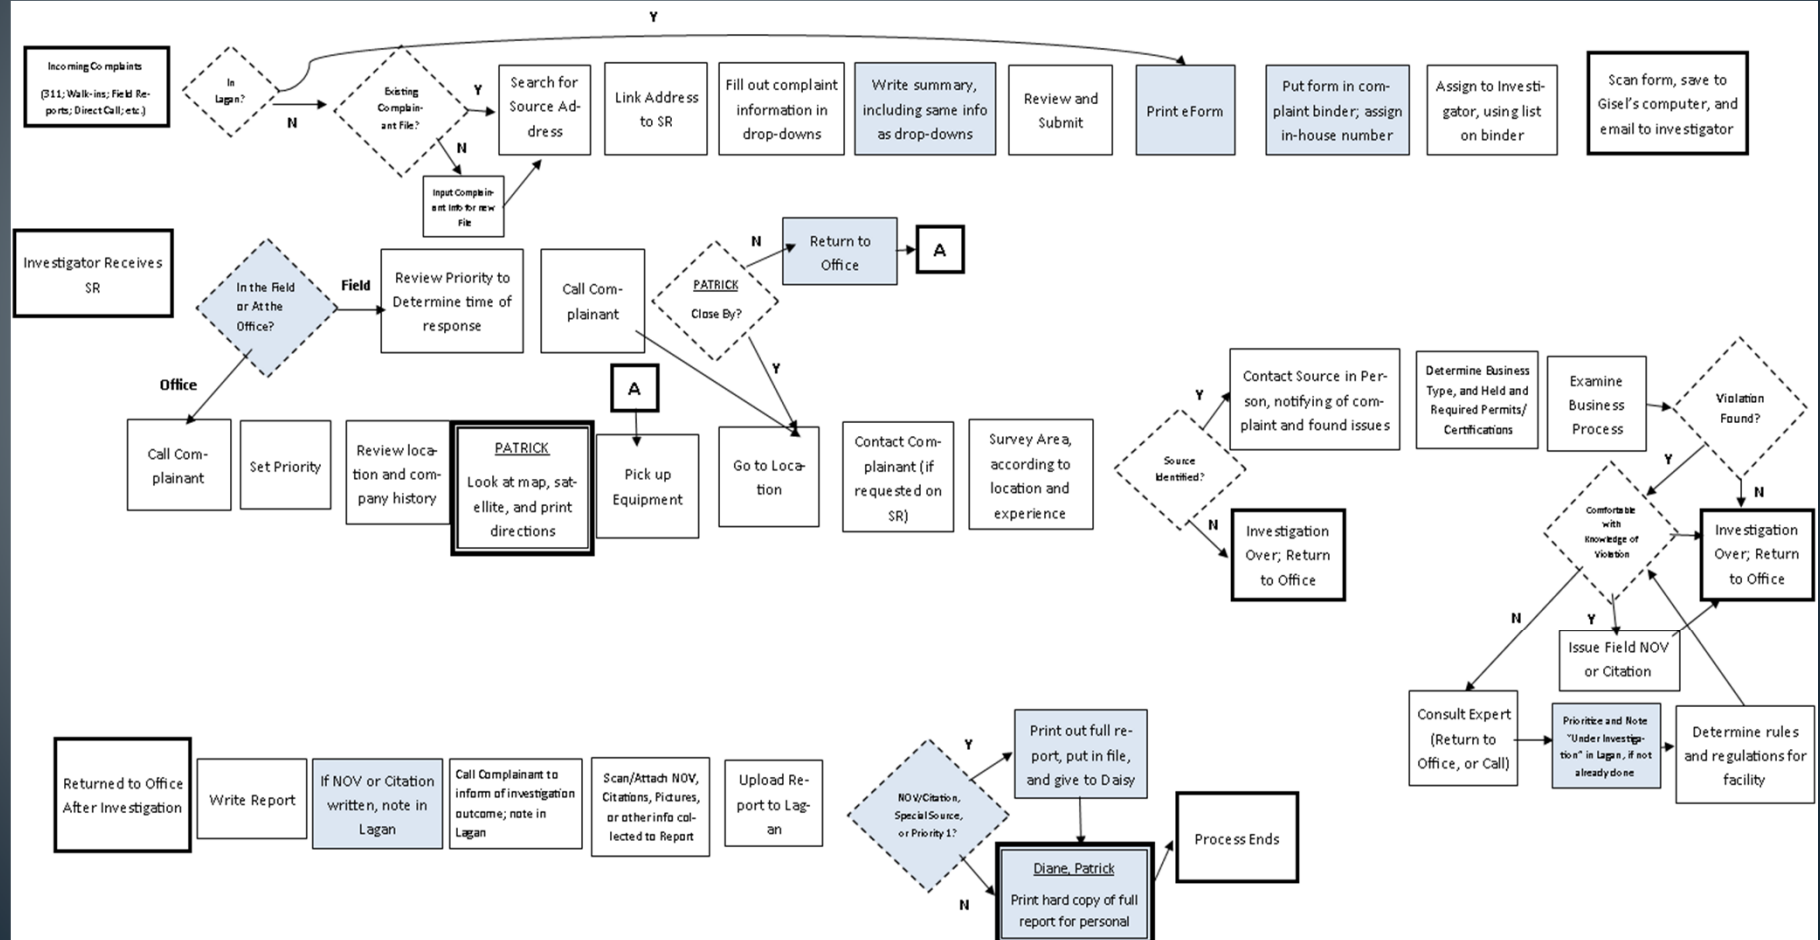 Y
Incoming Complaints
(311; Walk-ins; Field Re-
ports; Direct Call; etc.)
In
Lagan?
N
Existing
Complain-
ant File?
Y
N
Input Complain-
ant Info for new
File
Search for
Source Ad-
dress
Link Address
to SR
Fill out complaint
information in
drop-downs
Write summary,
including same info
as drop-downs
Review and
Submit
Print eForm
Put form in com-
plaint binder; assign
in-house number
Assign to Investi-
gator, using list
on binder
Scan form, save to
Gisel's computer, and
email to investigator
Investigator Receives
SR
In the Field
or At the
Office?
Field
Office
Review Priority to
Determine time of
response
Call Com-
plainant
PATRICK
Close By?
N
Y
Return to
Office
A
Call Com-
plainant
Set Priority
Review loca-
tion and com-
pany history
PATRICK
Look at map, sat-
ellite, and print
directions
A
Pick up
Equipment
Go to Loca-
tion
Contact Com-
plainant (if
requested on
SR)
Survey Area,
according to
location and
experience
Source
Identified?
Y
N
Contact Source in Per-
son, notifying of com-
plaint and found issues
Investigation
Over; Return
to Office
Determine Business
Type, and Held and
Required Permits/
Certifications
Examine
Business
Process
Violation
Found?
Y
N
Comfortable
with
Knowledge of
Violation
Investigation
Over; Return
to Office
N
Y
Issue Field NOV
or Citation
Consult Expert
(Return to
Office, or Call)
Prioritize and Note
"Under Investiga-
tion" in Lagan, if not
already done
Determine rules
and regulations for
facility
Returned to Office
After Investigation
Write Report
If NOV or Citation
written, note in
Lagan
Call Complainant to
inform of investigation
outcome; note in
Lagan
Scan/Attach NOV,
Citations, Pictures,
or other info col-
lected to Report
Upload Re-
port to Lag-
an
NOV/Citation,
Special Source,
or Priority 1?
Y
N
Print out full re-
port, put in file,
and give to Daisy
Diane, Patrick
Print hard copy of full
report for personal
Process Ends